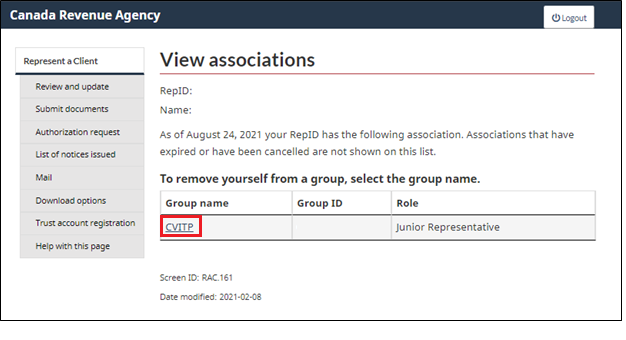 Canada Revenue Agency
Logout
Represent a Client
Review and update
Submit documents
Authorization request
List of notices issued
Mail
Download options
Trust account registration
Help with this page
View associations
RepID:
Name:
As of August 24, 2021 your RepID has the following association. Associations that have
expired or have been cancelled are not shown on this list.
To remove yourself from a group, select the group name.
Group name Group ID Role
CVITP Junior Representative
Screen ID: RAC.161
Date modified: 2021-02-08